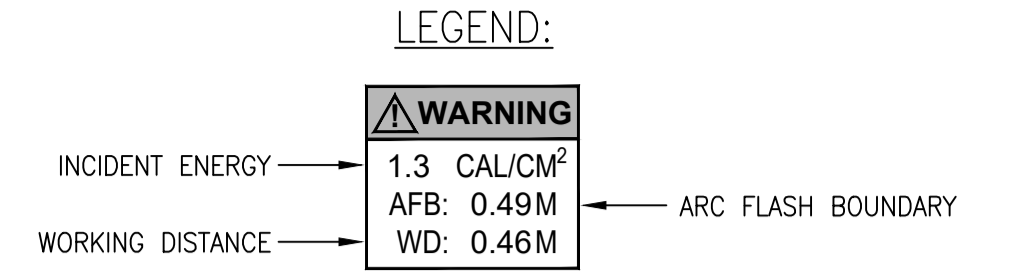 LEGEND:
WARNING
INCIDENT ENERGY
1.3 CAL/CM²
AFB: 0.49M
ARC FLASH BOUNDARY
WORKING DISTANCE
WD: 0.46M